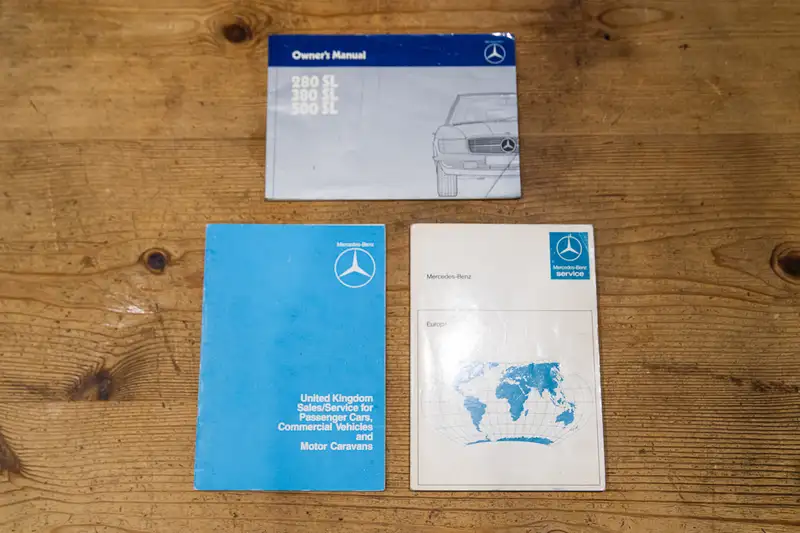 Owner's Manual
280 SL
380 SL
500 SL
Mercedes-Benz
United Kingdom
Sales/Service for
Passenger Cars,
Commercial Vehicles
and
Motor Caravans
Mercedes-Benz
service
Mercedes-Benz
Europe